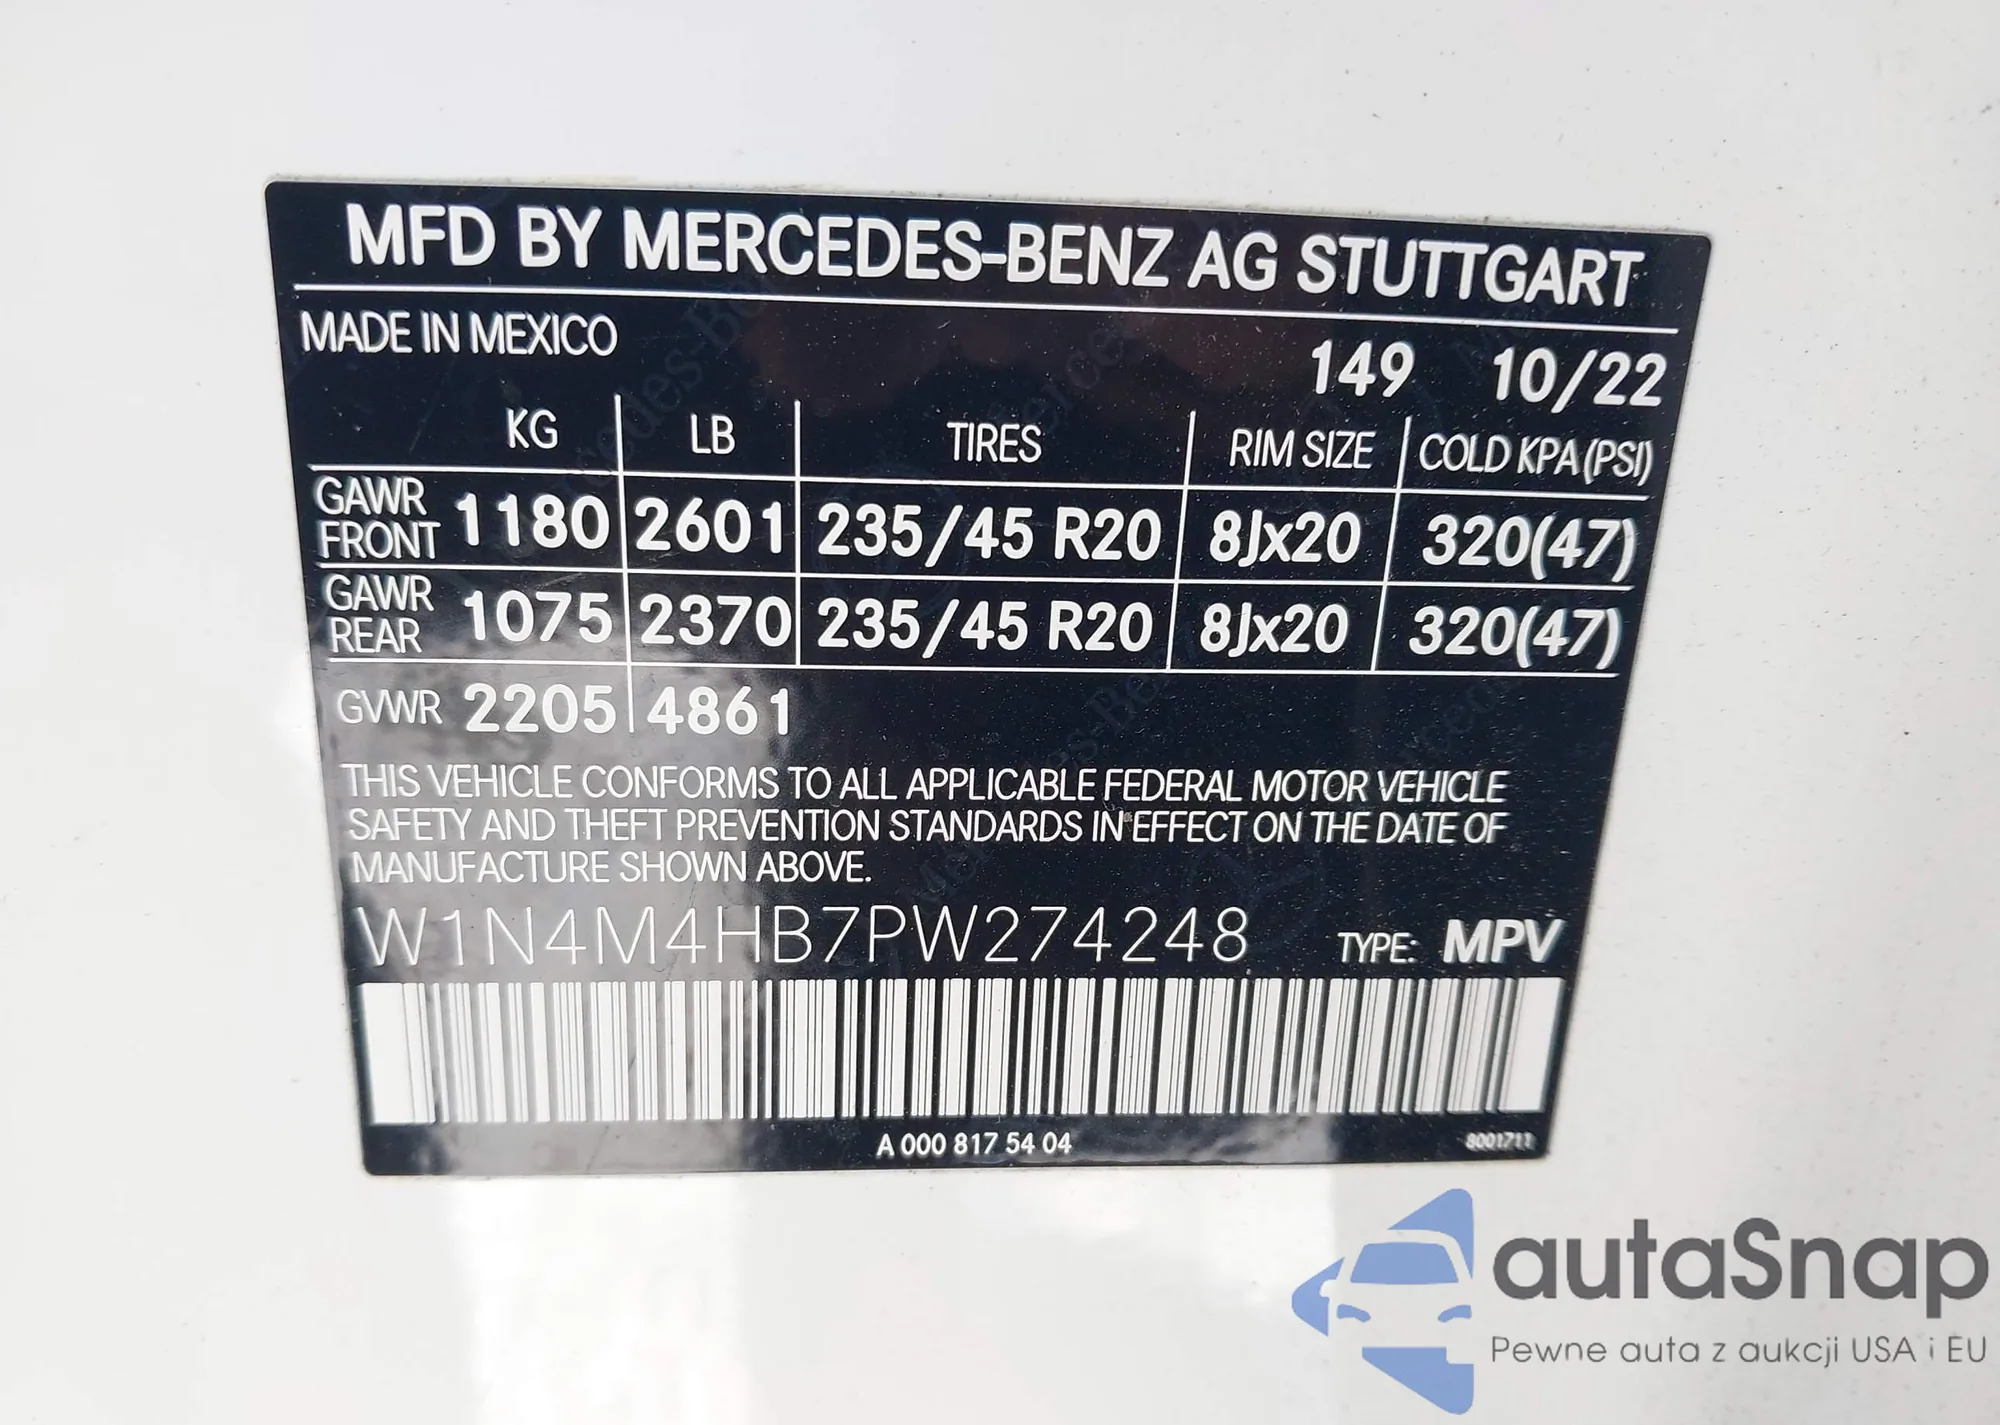 MFD BY MERCEDES-BENZ AG STUTTGART
MADE IN MEXICO
149 10/22
KG LB TIRES RIM SIZE COLD KPA (PSI)
GAWR FRONT 1180 2601 235/45 R20 8Jx20 320(47)
GAWR REAR 1075 2370 235/45 R20 8Jx20 320(47)
GVWR 2205 4861
THIS VEHICLE CONFORMS TO ALL APPLICABLE FEDERAL MOTOR VEHICLE
SAFETY AND THEFT PREVENTION STANDARDS IN EFFECT ON THE DATE OF
MANUFACTURE SHOWN ABOVE.
W1N4M4HB7PW274248 TYPE: MPV
A 000 817 54 04 8001711
autaSnap
Pewne auta z aukcji USA i EU